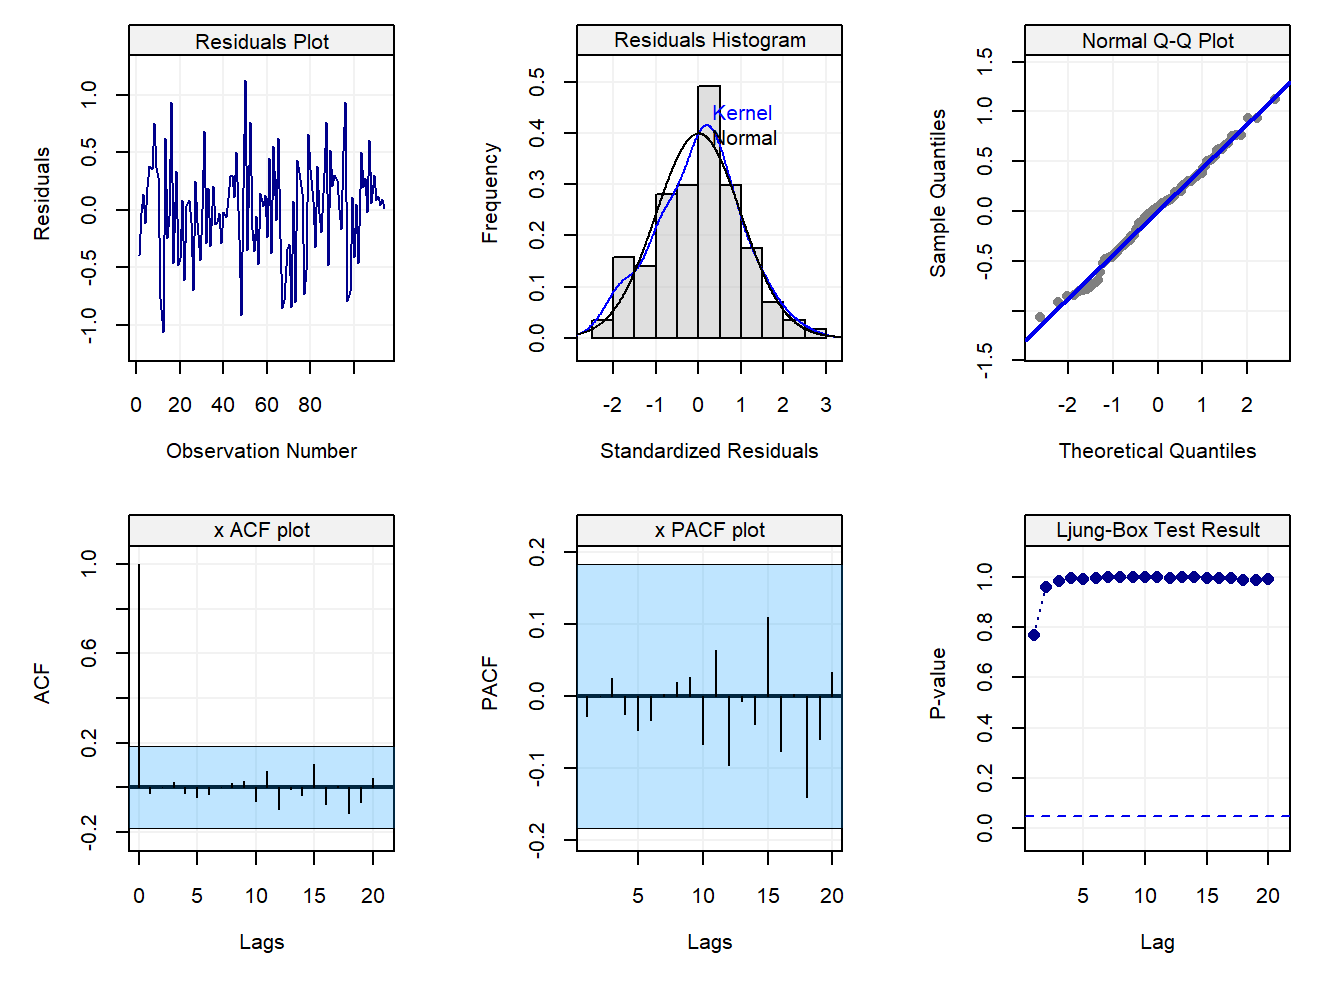 Residuals Plot
Residuals
1.0
0.5
0.0
-0.5
-1.0
0 20 40 60 80
Observation Number
Residuals Histogram
Frequency
0.5
0.4
0.3
0.2
0.1
0.0
Kernel
Normal
-2 -1 0 1 2 3
Standardized Residuals
Normal Q-Q Plot
Sample Quantiles
1.5
1.0
0.5
0.0
-0.5
-1.5
-2 -1 0 1 2
Theoretical Quantiles
x ACF plot
ACF
1.0
0.6
0.2
-0.2
0 5 10 15 20
Lags
x PACF plot
PACF
0.2
0.1
0.0
-0.1
-0.2
5 10 15 20
Lags
Ljung-Box Test Result
P-value
1.0
0.8
0.6
0.4
0.2
0.0
5 10 15 20
Lag